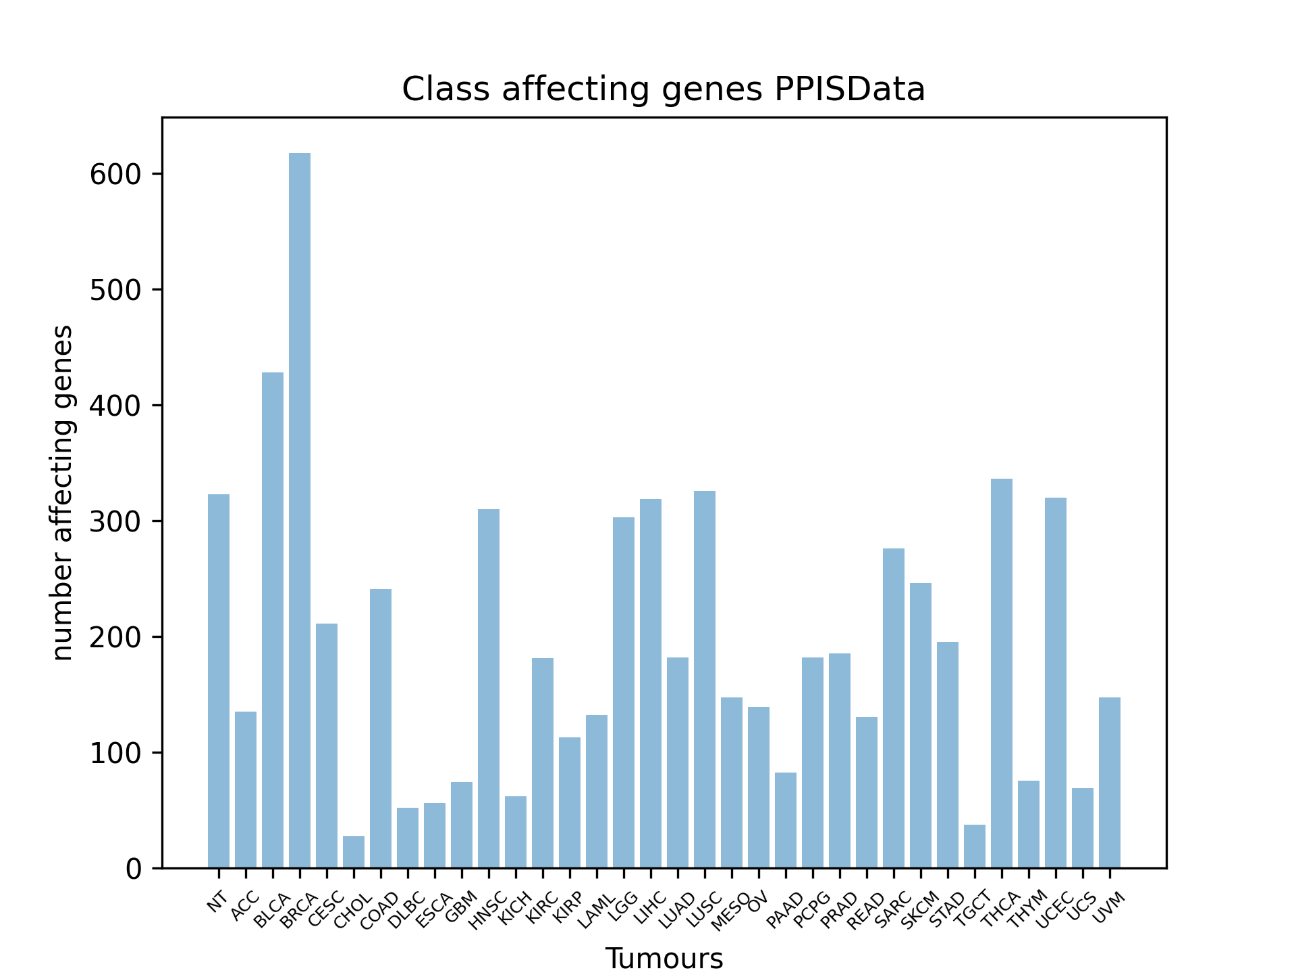 Class affecting genes PPISData
number affecting genes
600
500
400
300
200
100
0
NT ACC BLCA BRCA CESC CHOL COAD DLBC ESCA GBM HNSC KICH KIRC KIRP LAML LGG LIHC LUAD LUSC MESO OV PAAD PCPG PRAD READ SARC SKCM STAD TGCT THCA THYM UCEC UCS UVM
Tumours